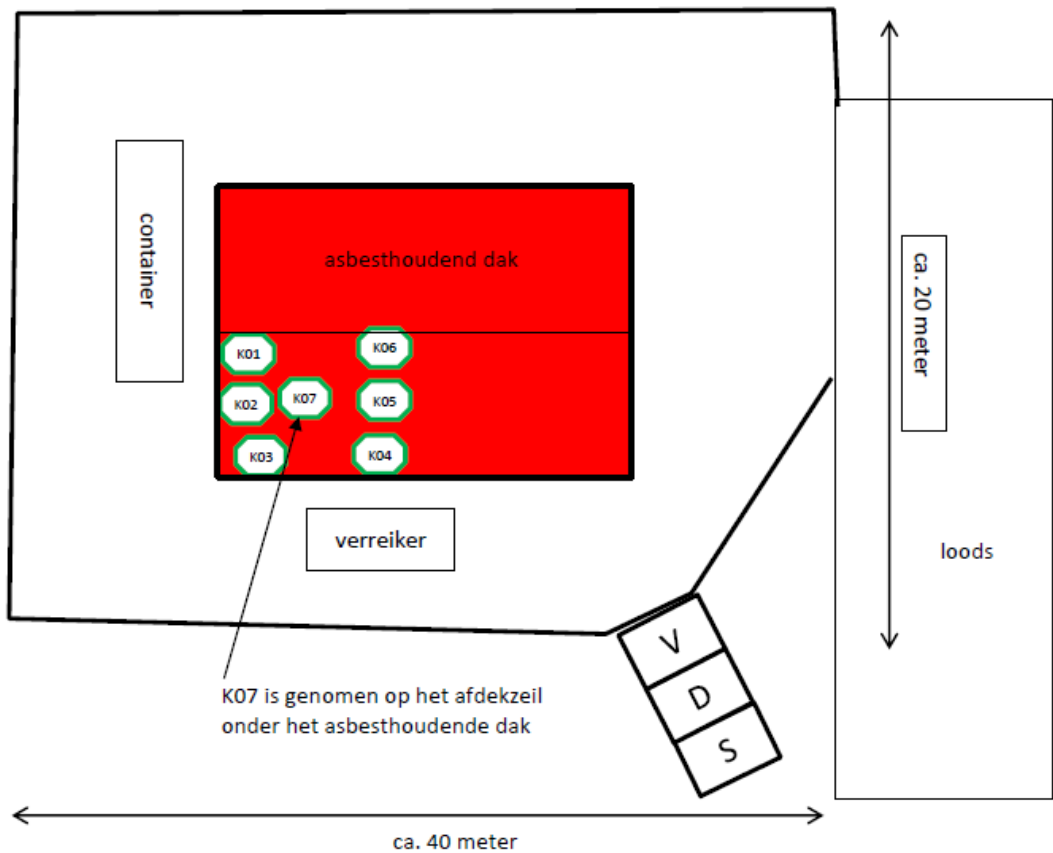 container
asbesthoudend dak
ca. 20 meter
K01
K06
K02
K07
K05
K03
K04
verreiker
loods
V
D
S
K07 is genomen op het afdekzeil
onder het asbesthoudende dak
ca. 40 meter